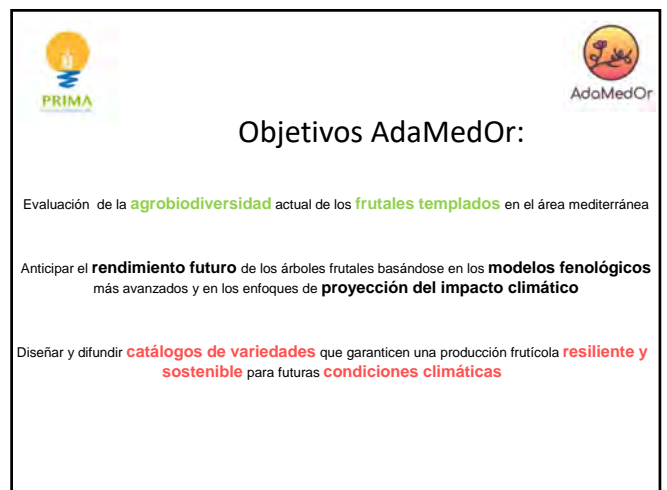 PRIMA
AdaMedOr
Objetivos AdaMedOr:
Evaluación de la agrobiodiversidad actual de los frutales templados en el área mediterránea
Anticipar el rendimiento futuro de los árboles frutales basándose en los modelos fenológicos
más avanzados y en los enfoques de proyección del impacto climático
Diseñar y difundir catálogos de variedades que garanticen una producción frutícola resiliente y
sostenible para futuras condiciones climáticas